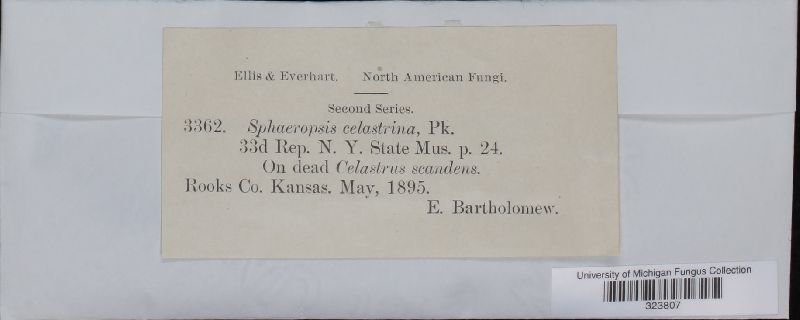 Ellis & Everhart. North American Fungi.
Second Series.
3362. Sphaeropsis celastrina, Pk.
33d Rep. N. Y. State Mus. p. 24.
On dead Celastrus scandens.
Rooks Co. Kansas. May, 1895.
E. Bartholomew.
University of Michigan Fungus Collection
323807